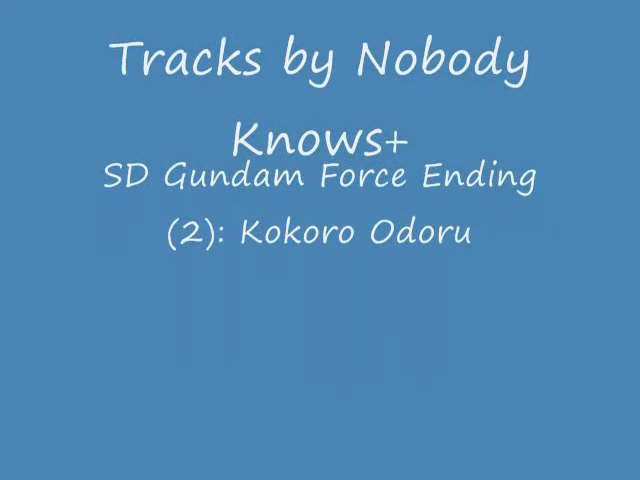 Tracks by Nobody
Knows+
SD Gundam Force Ending
(2): Kokoro Odoru